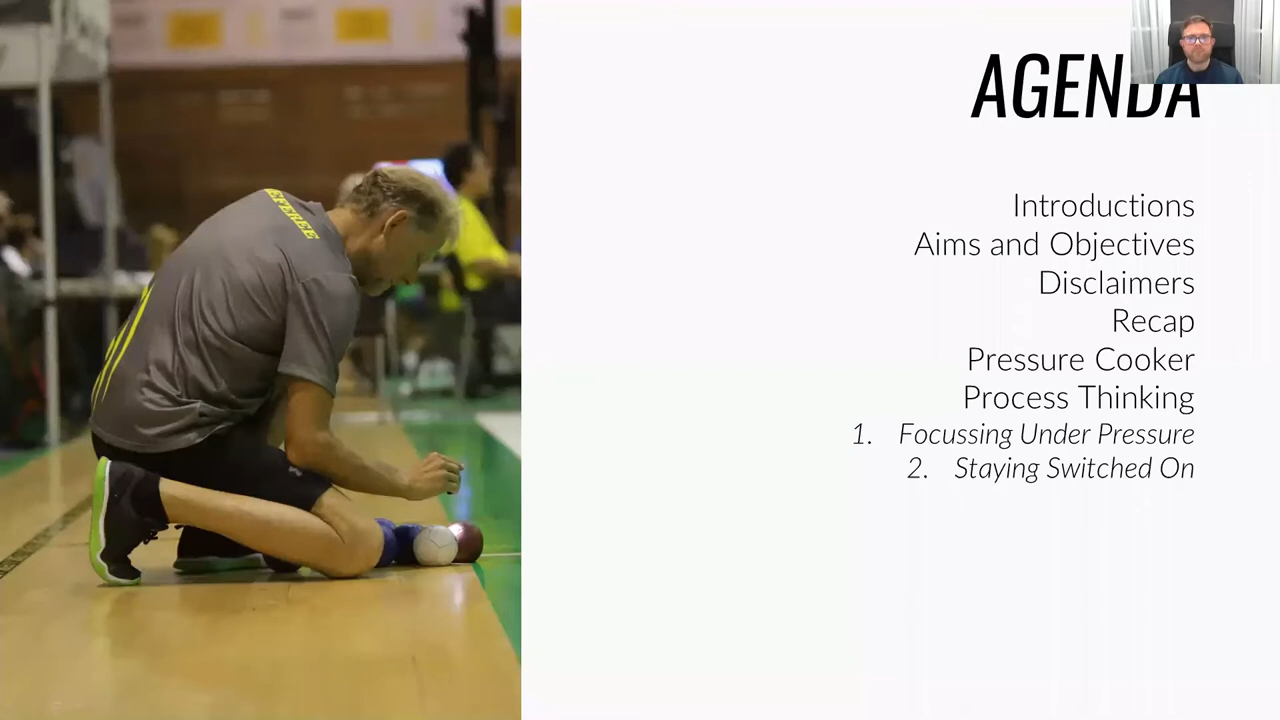 AGENDA
Introductions
Aims and Objectives
Disclaimers
Recap
Pressure Cooker
Process Thinking
1. Focussing Under Pressure
2. Staying Switched On